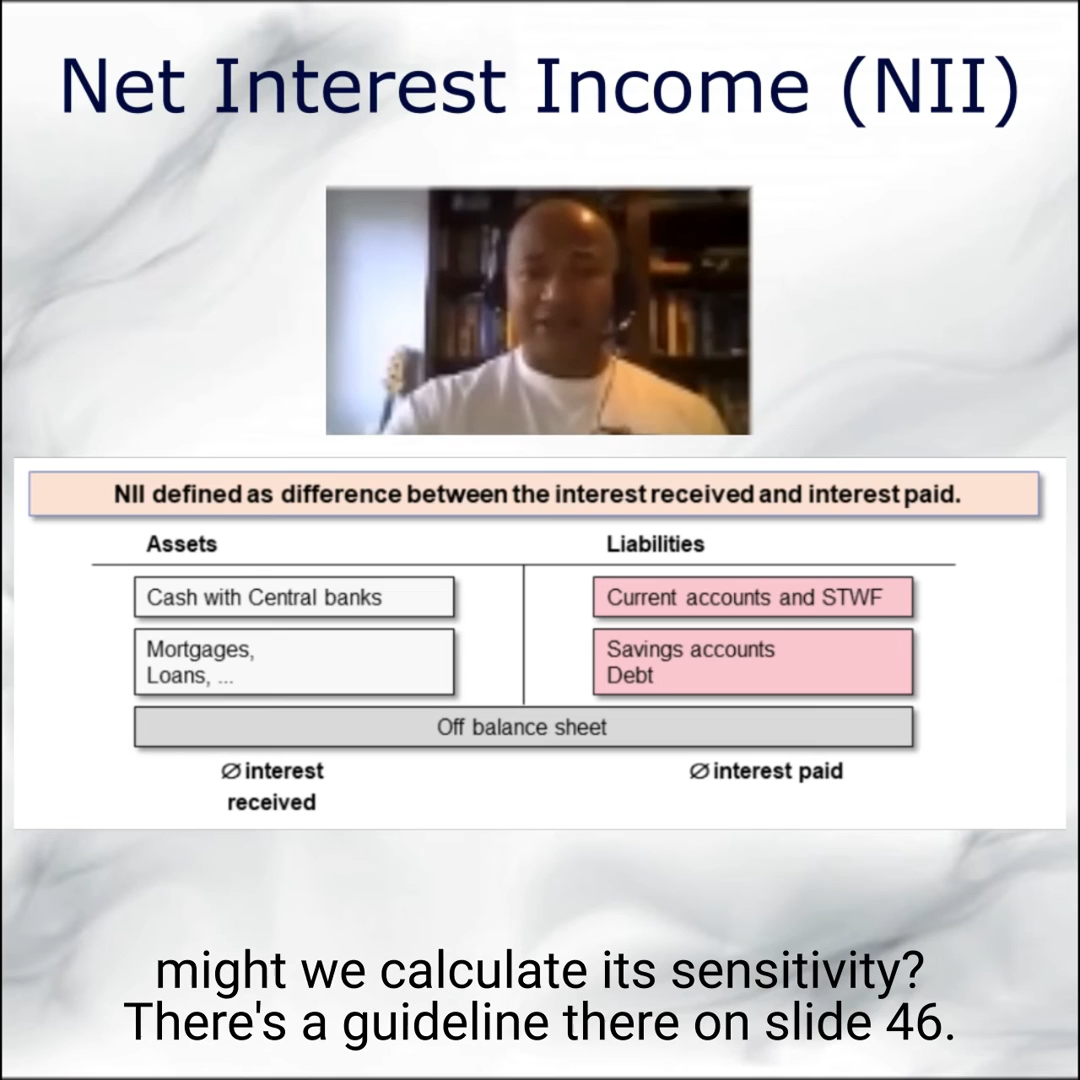 Net Interest Income (NII)
NII defined as difference between the interest received and interest paid.
Assets
Liabilities
Cash with Central banks
Current accounts and STWF
Mortgages,
Loans, ...
Savings accounts
Debt
Off balance sheet
∅ interest
received
∅ interest paid
might we calculate its sensitivity?
There's a guideline there on slide 46.